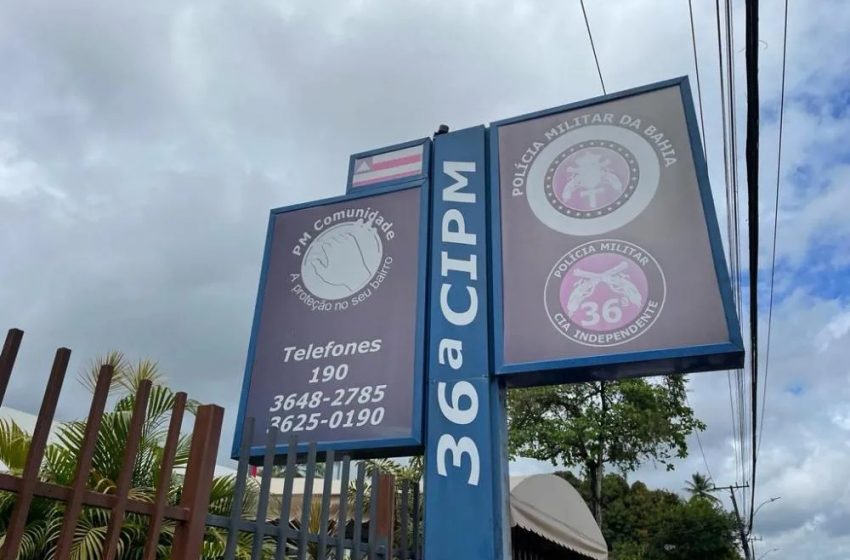 PM Comunidade
A proteção no seu bairro
Telefones
190
3648-2785
3625-0190
36a CIPM
POLÍCIA MILITAR DA BAHIA
POLÍCIA MILITAR
36ª
CIA INDEPENDENTE